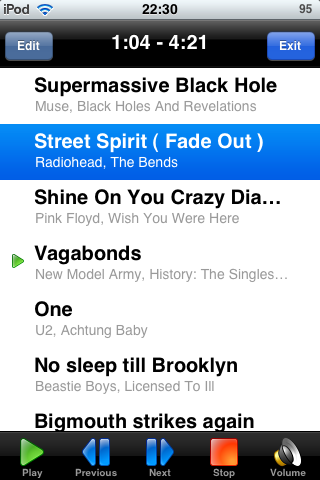 iPod 22:30 95
Edit 1:04 - 4:21 Exit
Supermassive Black Hole
Muse, Black Holes And Revelations
Street Spirit ( Fade Out )
Radiohead, The Bends
Shine On You Crazy Dia...
Pink Floyd, Wish You Were Here
Vagabonds
New Model Army, History: The Singles...
One
U2, Achtung Baby
No sleep till Brooklyn
Beastie Boys, Licensed To Ill
Bigmouth strikes again
Play Previous Next Stop Volume